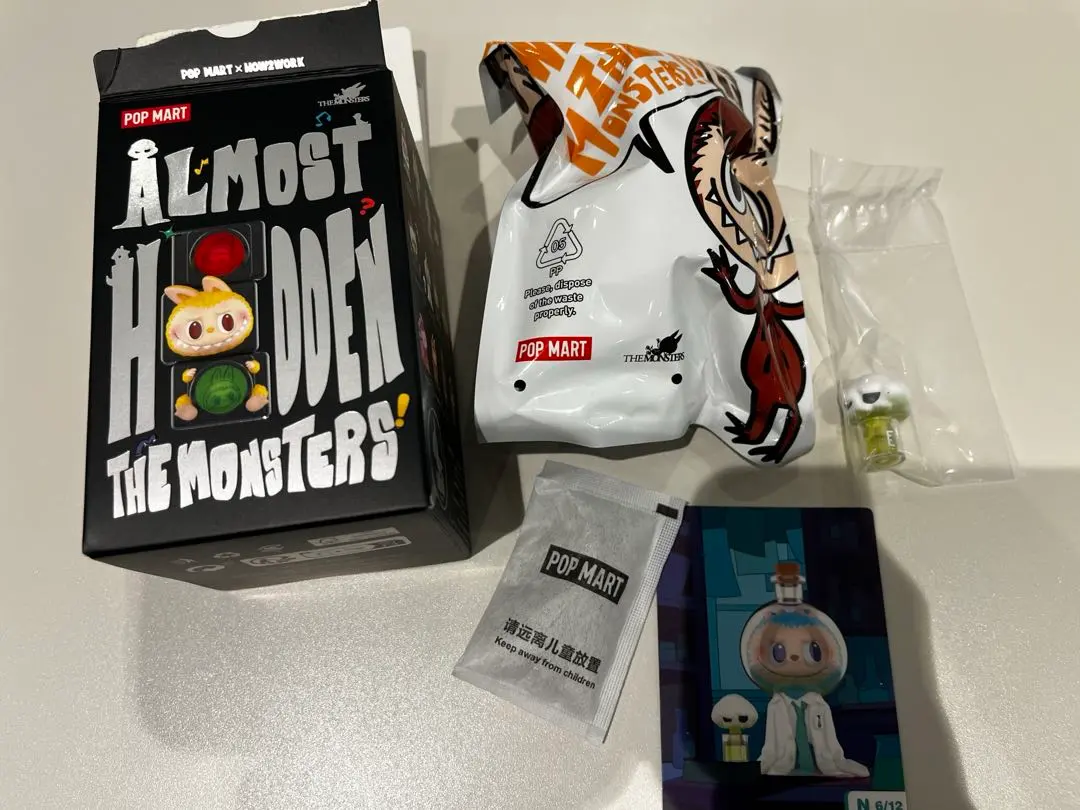 POP MART × HOW2WORK
POP MART
THE MONSTERS
ALMOST
HIDDEN
THE MONSTERS!
MONSTERS
05
PP
Please, dispose
of the waste
properly.
POP MART
THE MONSTERS
E
POP MART
请远离儿童放置
Keep away from children
1
N 6/12